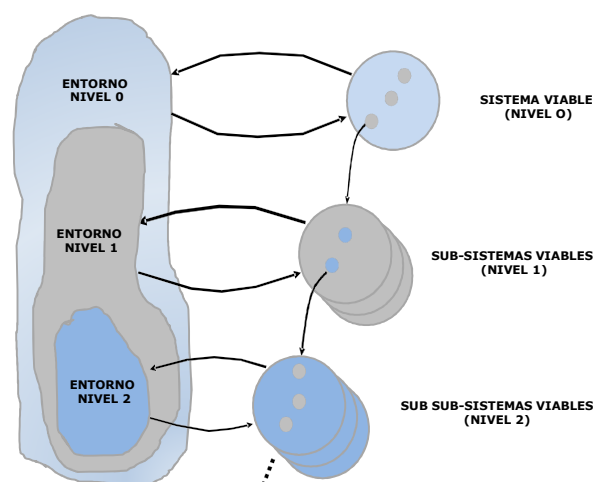 ENTORNO
NIVEL 0
SISTEMA VIABLE
(NIVEL O)
ENTORNO
NIVEL 1
SUB-SISTEMAS VIABLES
(NIVEL 1)
ENTORNO
NIVEL 2
SUB SUB-SISTEMAS VIABLES
(NIVEL 2)